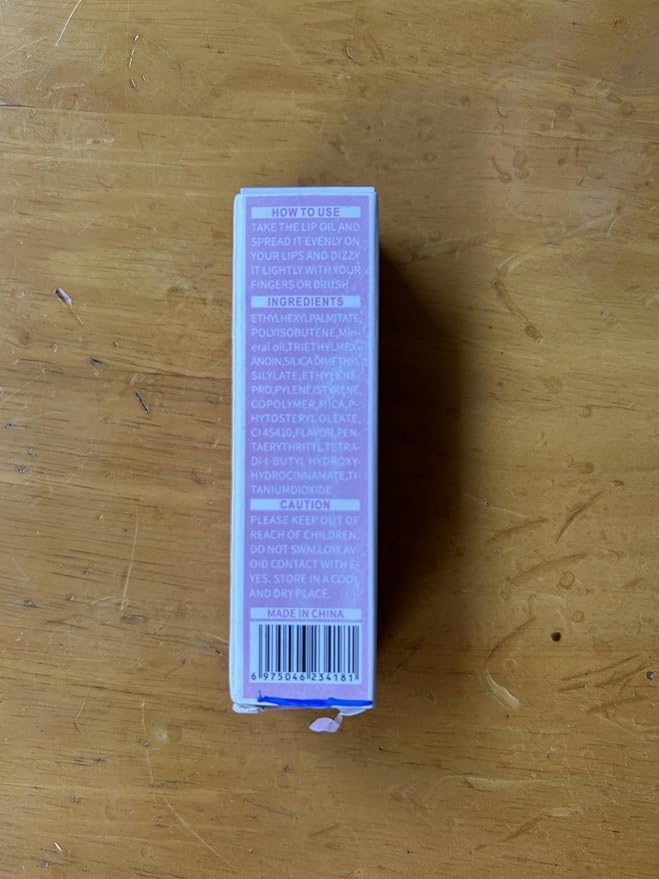 HOW TO USE
TAKE THE LIP OIL AND
SPREAD IT EVENLY ON
YOUR LIPS AND DIZZY
IT LIGHTLY WITH YOUR
FINGERS OR BRUSH
INGREDIENTS
ETHYLHEXYL PALMITATE,
POLYISOBUTENE,Min-
eral oil,TRIETHYLHEX-
ANOIN,SILICA DIMETHYL
SILYLATE,ETHYLENE
PRO,PYLENE/STYRENE,
COPOLYMER,MICA,P-
HYTOSTERYL OLEATE,
CI 45410,FLAVOR,PEN-
TAERYTHRITYL TETRA-
DI-t-BUTYL HYDROXY-
HYDROCINNAMATE,TI
TANIUMDIOXIDE
CAUTION
PLEASE KEEP OUT OF
REACH OF CHILDREN.
DO NOT SWALLOW.AV-
OID CONTACT WITH E-
YES. STORE IN A COOL
AND DRY PLACE.
MADE IN CHINA
6 975046 234181